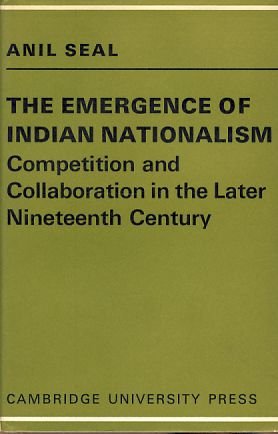 ANIL SEAL
THE EMERGENCE OF
INDIAN NATIONALISM
Competition and
Collaboration in the Later
Nineteenth Century
CAMBRIDGE UNIVERSITY PRESS